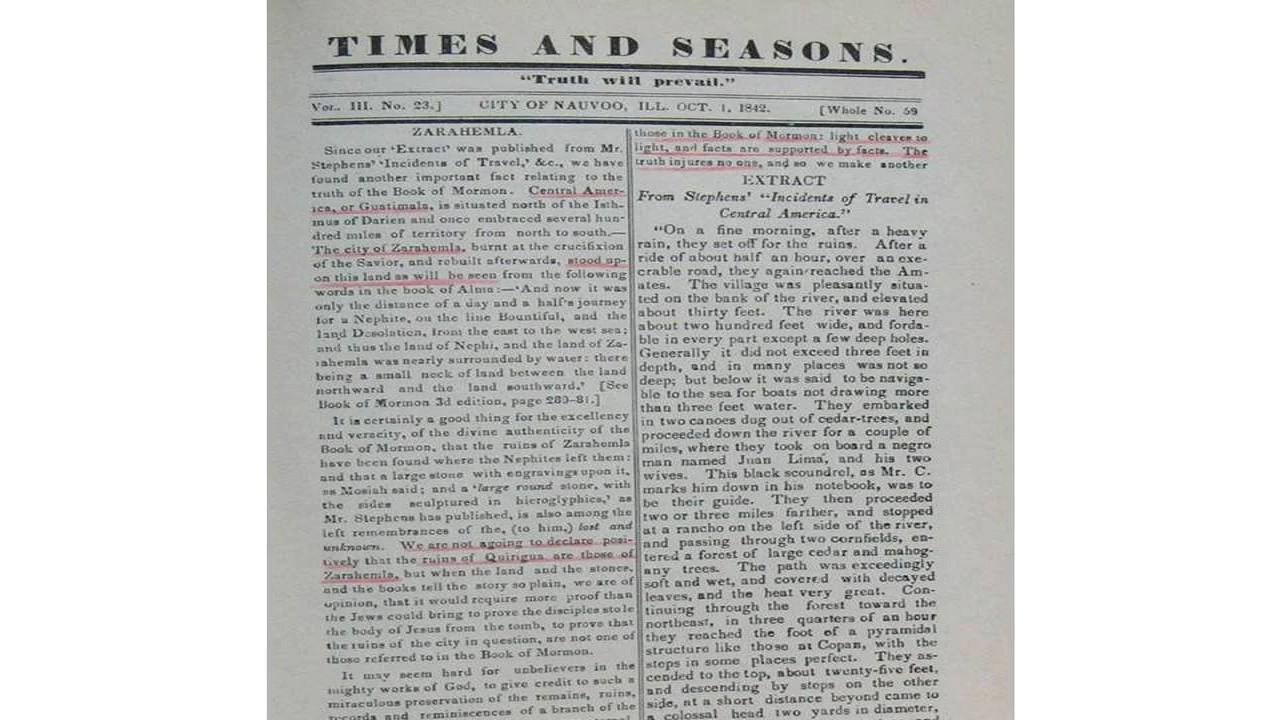 TIMES AND SEASONS.
"Truth will prevail."
Vol. III. No. 23.] CITY OF NAUVOO, ILL. OCT. 1, 1842. [Whole No. 59
ZARAHEMLA.
Since our 'Extract' was published from Mr.
Stephens' 'Incidents of Travel,' &c., we have
found another important fact relating to the
truth of the Book of Mormon. Central Amer-
ica, or Guatimala, is situated north of the Isth-
mus of Darien and once embraced several hun-
dred miles of territory from north to south.—
The city of Zarahemla, burnt at the crucifixion
of the Savior, and rebuilt afterwards, stood up-
on this land as will be seen from the following
words in the book of Alma:—'And now it was
only the distance of a day and a half's journey
for a Nephite, on the line Bountiful, and the
land Desolation, from the east to the west sea;
and thus the land of Nephi, and the land of Za-
rahemla was nearly surrounded by water: there
being a small neck of land between the land
northward and the land southward.' [See
Book of Mormon 3d edition, page 280-81.]
It is certainly a good thing for the excellency
and veracity, of the divine authenticity of the
Book of Mormon, that the ruins of Zarahemla
have been found where the Nephites left them:
and that a large stone with engravings upon it,
as Mosiah said; and a 'large round stone, with
the sides sculptured in hieroglyphics,' as
Mr. Stephens has published, is also among the
left remembrances of the, (to him,) lost and
unknown. We are not agoing to declare posi-
tively that the ruins of Quirigua are those of
Zarahemla, but when the land and the stones,
and the books tell the story so plain, we are of
opinion, that it would require more proof than
the Jews could bring to prove the disciples stole
the body of Jesus from the tomb, to prove that
the ruins of the city in question, are not one of
those referred to in the Book of Mormon.
It may seem hard for unbelievers in the
mighty works of God, to give credit to such a
miraculous preservation of the remains, ruins,
records and reminiscences of a branch of the
those in the Book of Mormon: light cleaves to
light, and facts are supported by facts. The
truth injures no one, and so we make another
EXTRACT
From Stephens' "Incidents of Travel in
Central America."
"On a fine morning, after a heavy
rain, they set off for the ruins. After a
ride of about half an hour, over an exe-
crable road, they again reached the Am-
ates. The village was pleasantly situa-
ted on the bank of the river, and elevated
about thirty feet. The river was here
about two hundred feet wide, and forda-
ble in every part except a few deep holes.
Generally it did not exceed three feet in
depth, and in many places was not so
deep; but below it was said to be naviga-
ble to the sea for boats not drawing more
than three feet water. They embarked
in two canoes dug out of cedar-trees, and
proceeded down the river for a couple of
miles, where they took on board a negro
man named Juan Lima, and his two
wives. This black scoundrel, as Mr. C.
marks him down in his notebook, was to
be their guide. They then proceeded
two or three miles farther, and stopped
at a rancho on the left side of the river,
and passing through two cornfields, en-
tered a forest of large cedar and mahog-
any trees. The path was exceedingly
soft and wet, and covered with decayed
leaves, and the heat very great. Con-
tinuing through the forest toward the
northeast, in three quarters of an hour
they reached the foot of a pyramidal
structure like those at Copan, with the
steps in some places perfect. They as-
cended to the top, about twenty-five feet,
and descending by steps on the other
side, at a short distance beyond came to
a colossal head two yards in diameter,